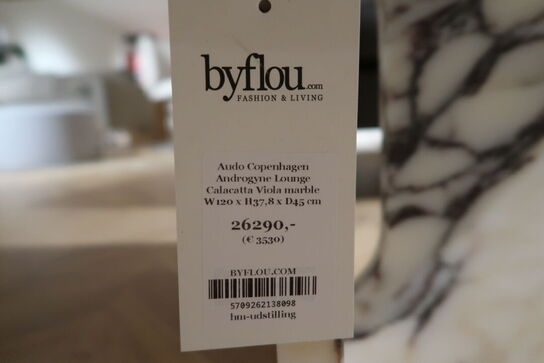 byflou.com
FASHION & LIVING
Audo Copenhagen
Androgyne Lounge
Calacatta Viola marble
W120 x H37,8 x D45 cm
26290,-
(€ 3530)
BYFLOU.COM
5709262138098
hm-udstilling